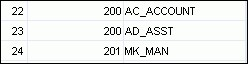 22 200 AC_ACCOUNT
23 200 AD_ASST
24 201 MK_MAN